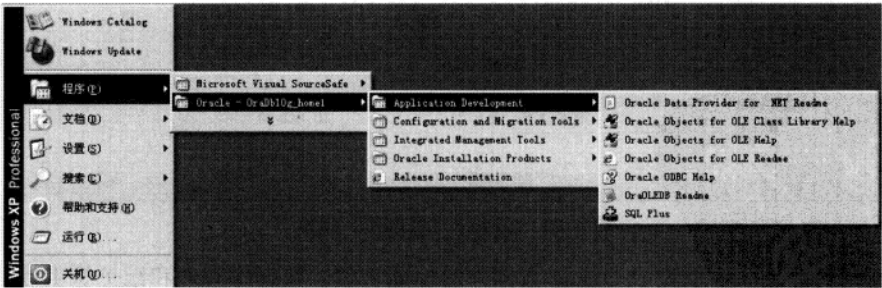 Windows Catalog
Windows Update
程序(P)
文档(D)
设置(S)
搜索(C)
帮助和支持(H)
运行(R)...
关机(U)...
Windows XP Professional
Microsoft Visual SourceSafe
Oracle - OraDb10g_home1
Application Development
Configuration and Migration Tools
Integrated Management Tools
Oracle Installation Products
Release Documentation
Oracle Data Provider for .NET Readme
Oracle Objects for OLE Class Library Help
Oracle Objects for OLE Help
Oracle Objects for OLE Readme
Oracle ODBC Help
OraOLEDB Readme
SQL Plus